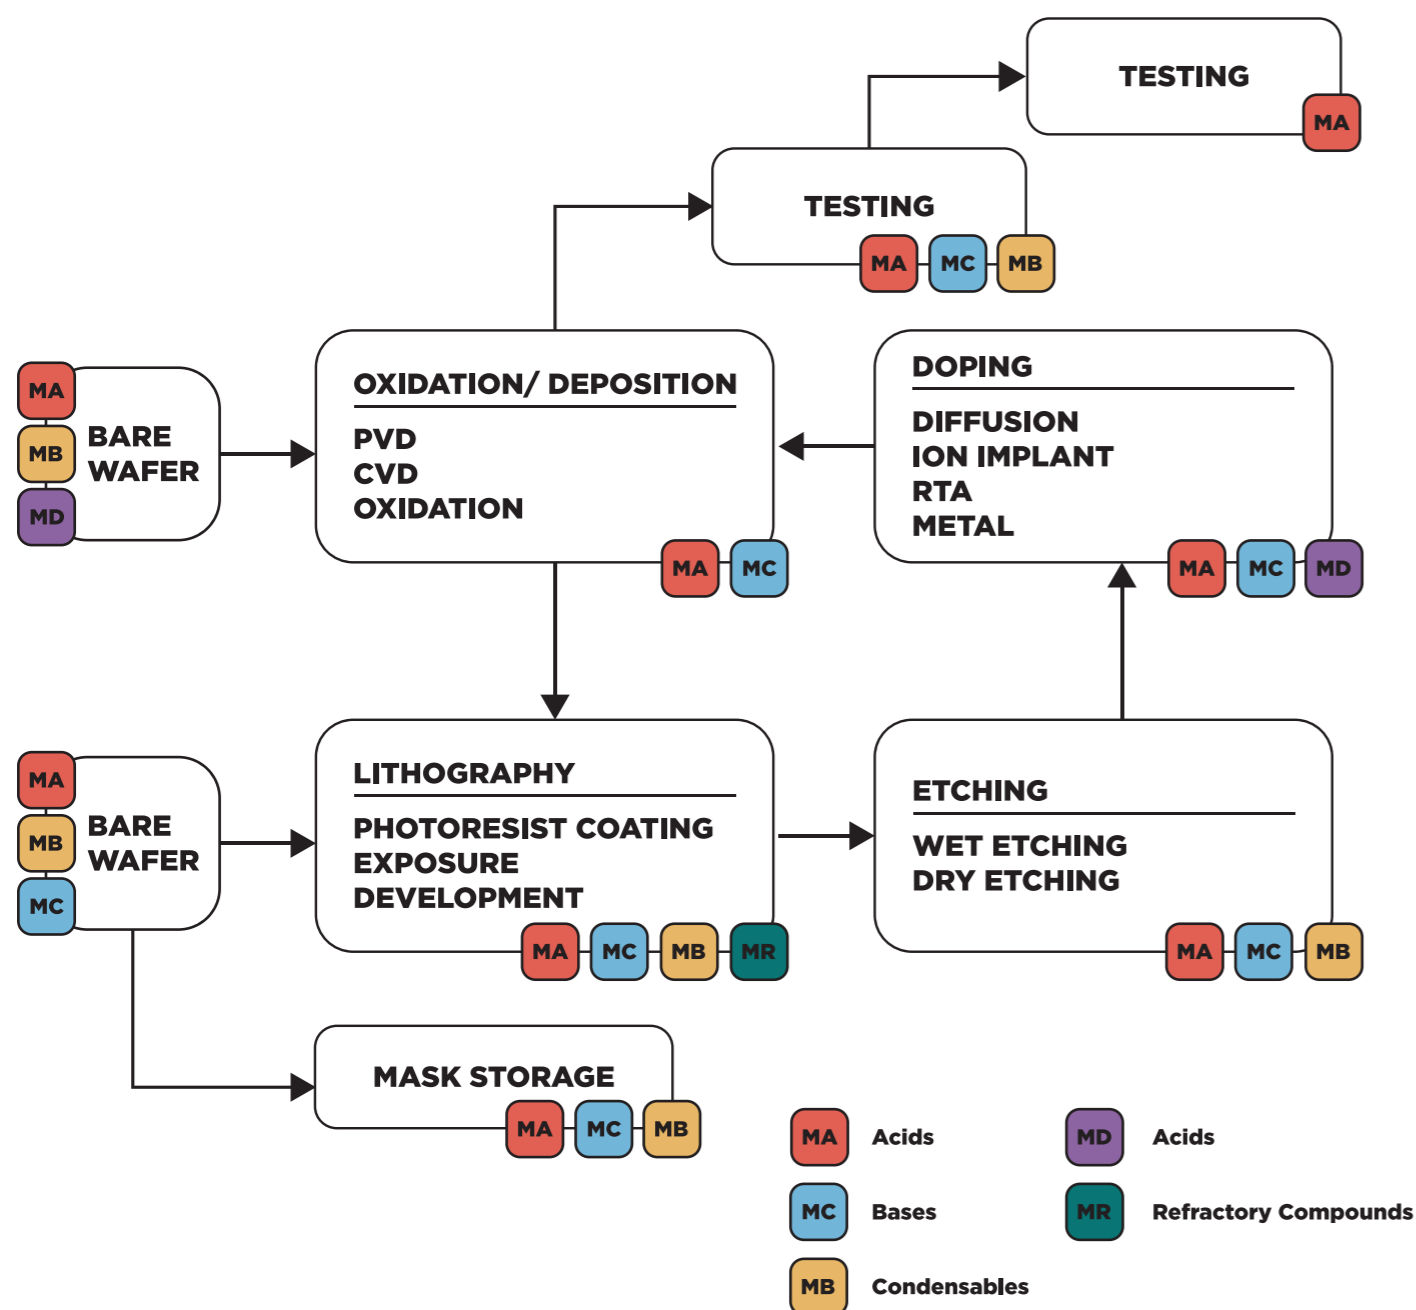 TESTING
MA
TESTING
MA MC MB
MA
MB
MD
BARE
WAFER
OXIDATION/ DEPOSITION
PVD
CVD
OXIDATION
MA MC
DOPING
DIFFUSION
ION IMPLANT
RTA
METAL
MA MC MD
MA
MB
MC
BARE
WAFER
LITHOGRAPHY
PHOTORESIST COATING
EXPOSURE
DEVELOPMENT
MA MC MB MR
ETCHING
WET ETCHING
DRY ETCHING
MA MC MB
MASK STORAGE
MA MC MB
MA Acids
MC Bases
MB Condensables
MD Acids
MR Refractory Compounds